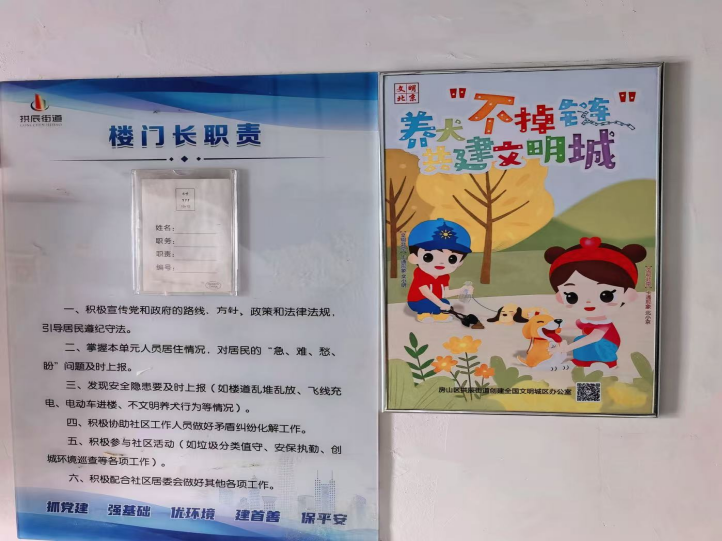 拱辰街道
楼门长职责
姓名：
职务：
职责：
编号：
一、积极宣传党和政府的路线、方针、政策和法律法规，
引导居民遵纪守法。
二、掌握本单元人员居住情况，对居民的“急、难、愁、
盼”问题及时上报。
三、发现安全隐患要及时上报（如楼道乱堆乱放、飞线充
电、电动车进楼、不文明养犬行为等情况）。
四、积极协助社区工作人员做好矛盾纠纷化解工作。
五、积极参与社区活动（如垃圾分类值守、安保执勤、创
城环境巡查等各项工作）。
六、积极配合社区居委会做好其他各项工作。
抓党建 强基础 优环境 建首善 保平安
文明
北京
养犬“不掉链”
共建文明城
房山区拱辰街道创建全国文明城区办公室